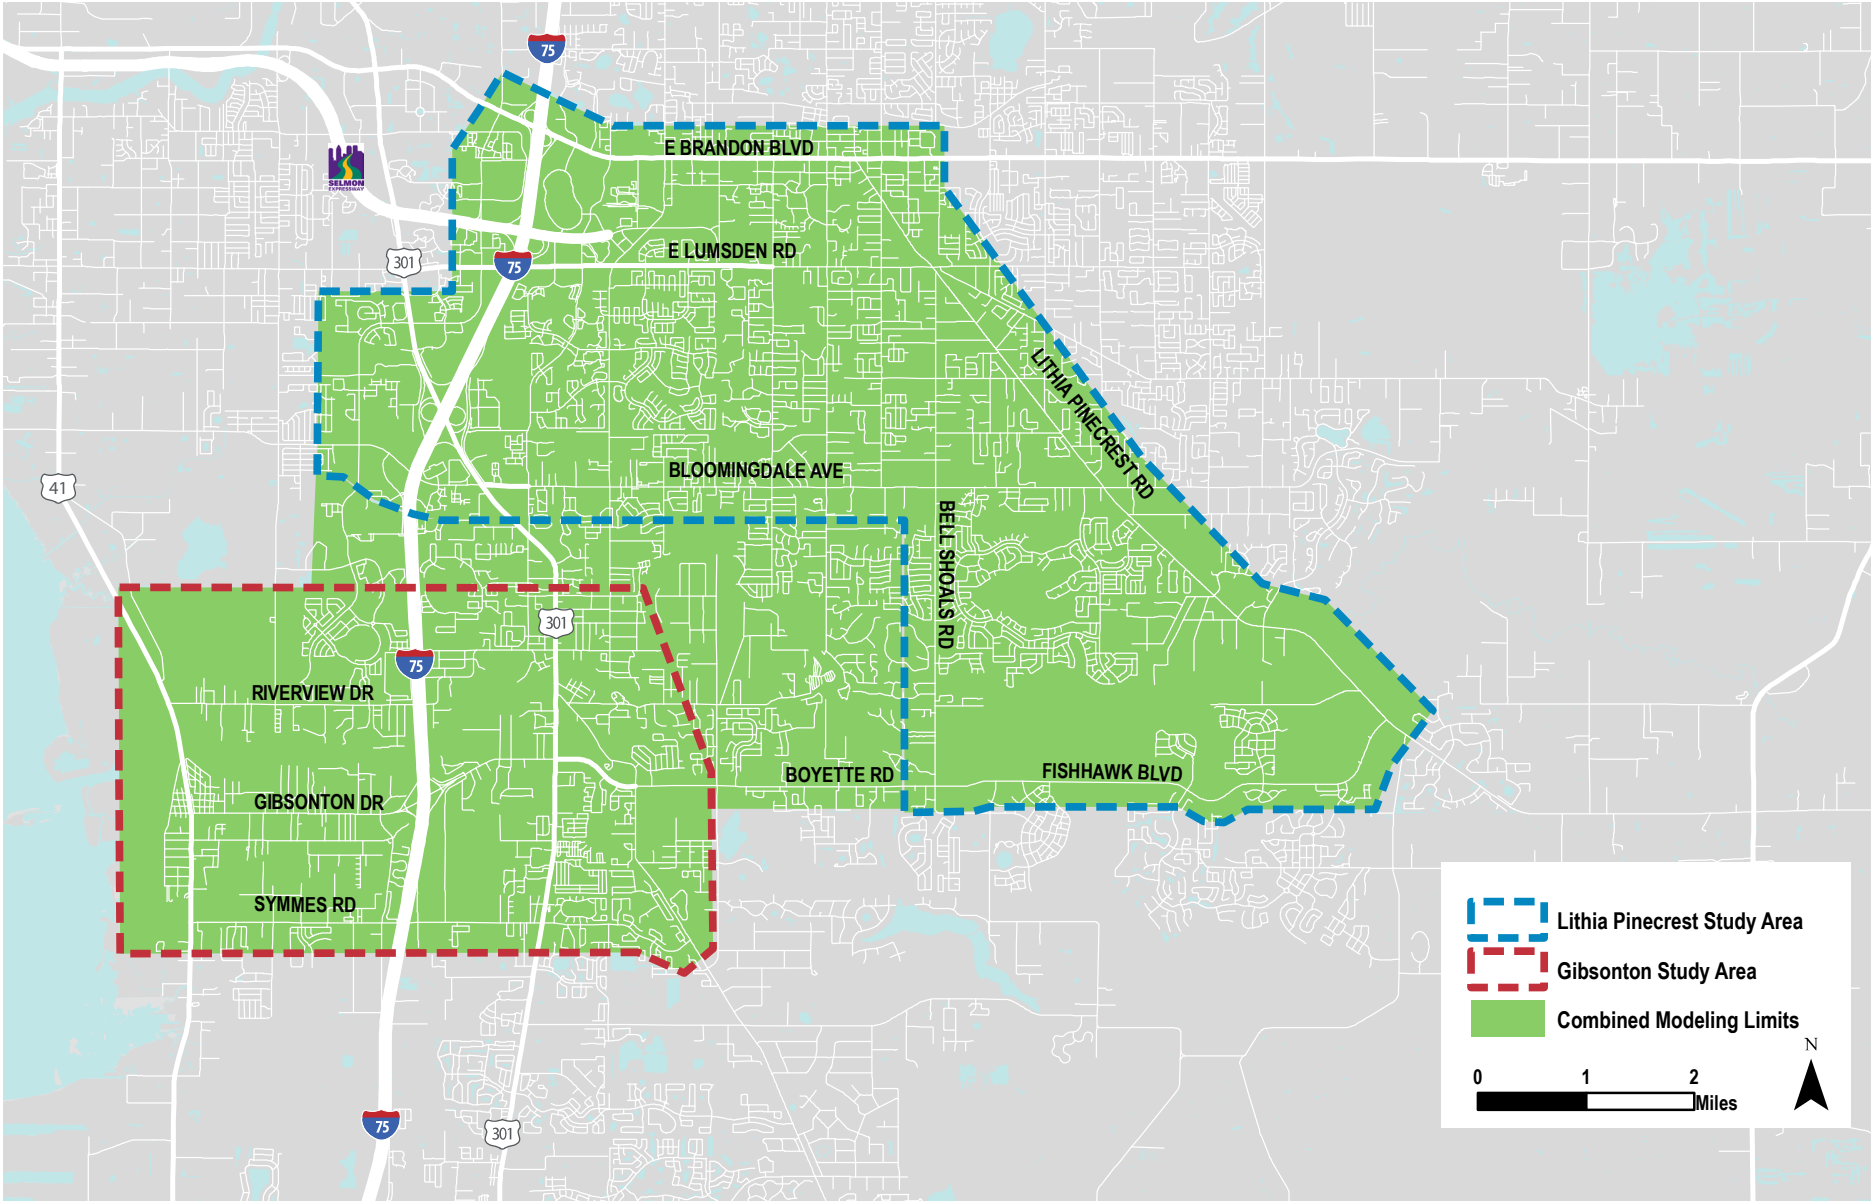 75
E BRANDON BLVD
SELMON
EXPRESSWAY
E LUMSDEN RD
301
75
LITHIA PINECREST RD
BLOOMINGDALE AVE
41
BELL SHOALS RD
301
75
RIVERVIEW DR
BOYETTE RD
FISHHAWK BLVD
GIBSONTON DR
SYMMES RD
Lithia Pinecrest Study Area
Gibsonton Study Area
Combined Modeling Limits
N
0 1 2
Miles
75
301